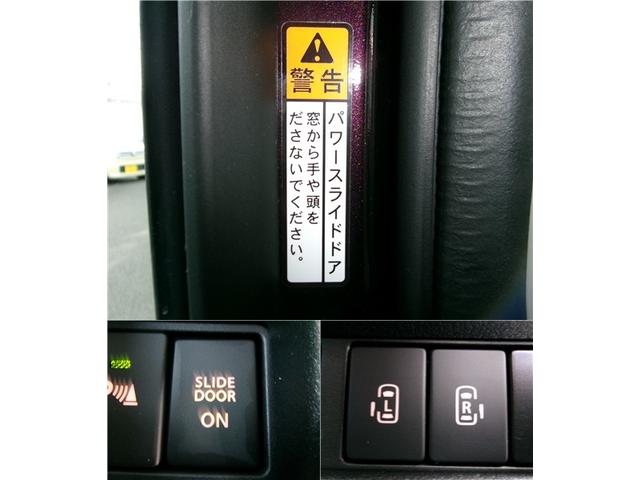 警告
パワースライドドア
窓から手や頭を
ださないでください。
SLIDE
DOOR
ON
L
R